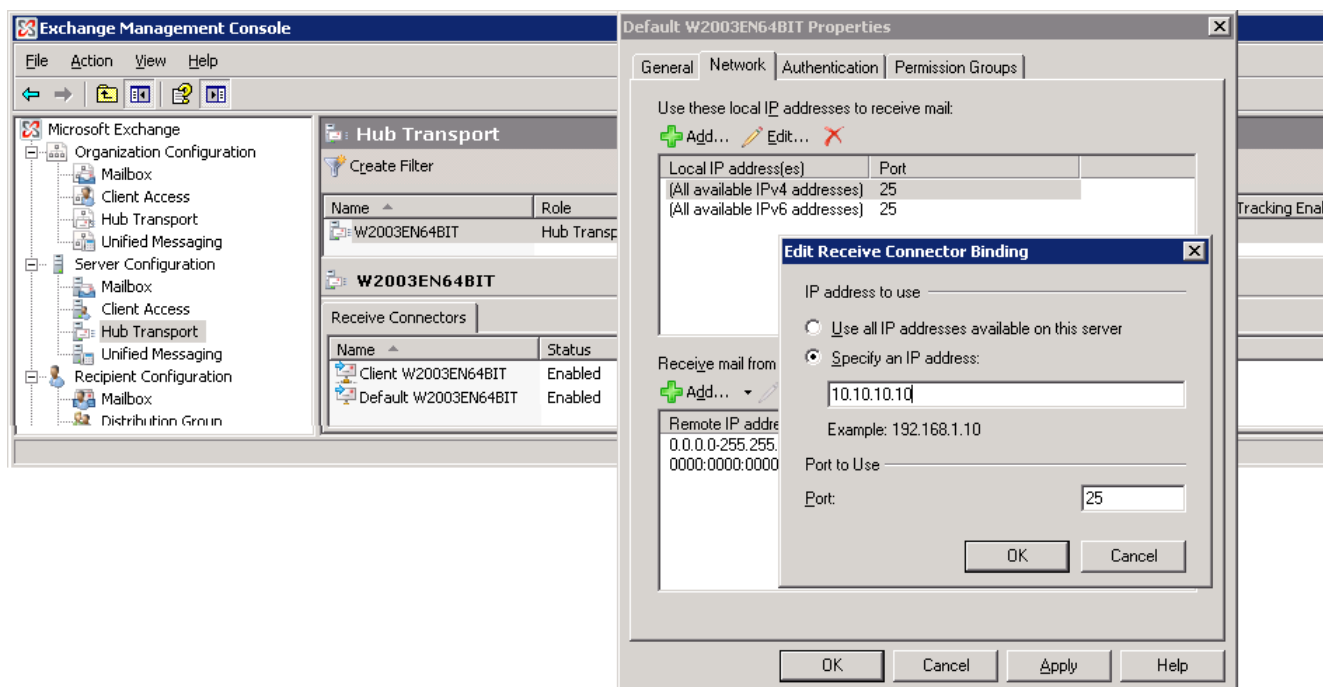 Exchange Management Console
File Action View Help
Microsoft Exchange
Organization Configuration
Mailbox
Client Access
Hub Transport
Unified Messaging
Server Configuration
Mailbox
Client Access
Hub Transport
Unified Messaging
Recipient Configuration
Mailbox
Distribution Group
Hub Transport
Create Filter
Name Role
W2003EN64BIT Hub Transp
W2003EN64BIT
Receive Connectors
Name Status
Client W2003EN64BIT Enabled
Default W2003EN64BIT Enabled
Tracking Enal
Default W2003EN64BIT Properties
General Network Authentication Permission Groups
Use these local IP addresses to receive mail:
Add... Edit...
Local IP address(es) Port
(All available IPv4 addresses) 25
(All available IPv6 addresses) 25
Receive mail from
Add...
Remote IP addre
0.0.0.0-255.255.
0000:0000:0000
Edit Receive Connector Binding
IP address to use
Use all IP addresses available on this server
Specify an IP address:
10.10.10.10
Example: 192.168.1.10
Port to Use
Port: 25
OK Cancel
OK Cancel Apply Help